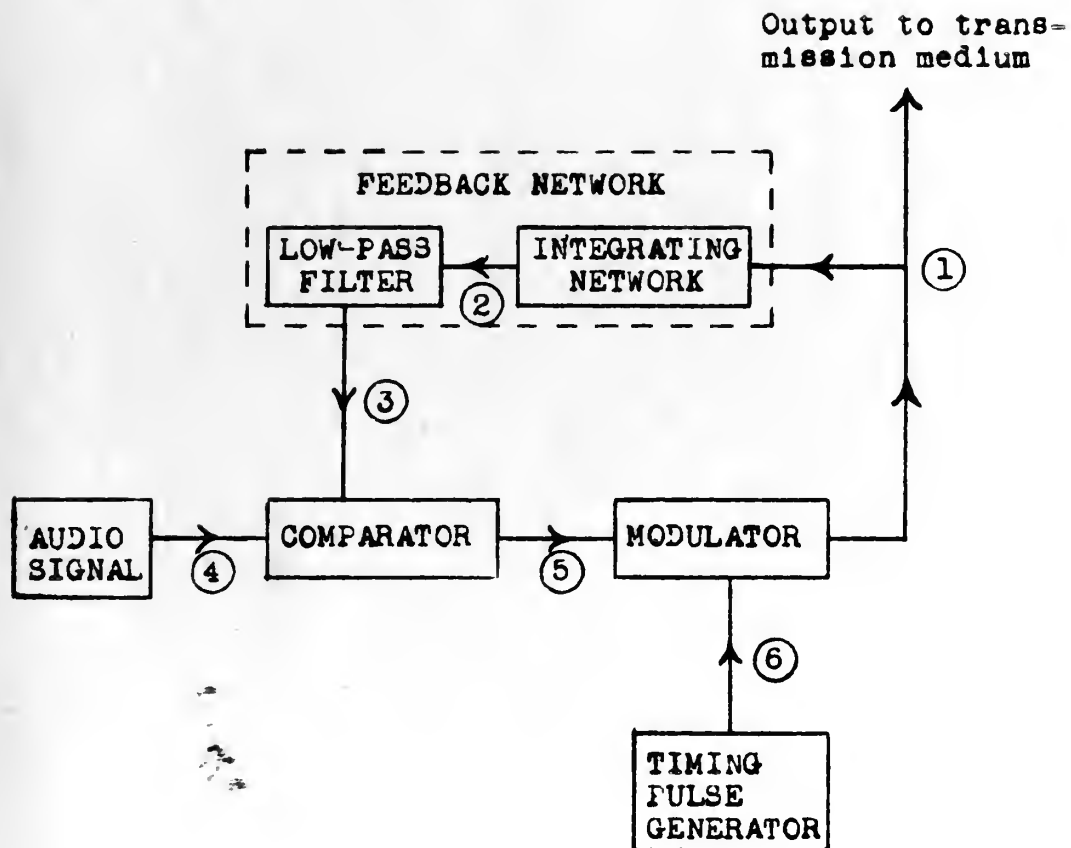 Output to trans=
mission medium
FEEDBACK NETWORK
LOW-PASS
FILTER
INTEGRATING
NETWORK
1
2
3
AUDIO
SIGNAL
4
COMPARATOR
5
MODULATOR
6
TIMING
PULSE
GENERATOR